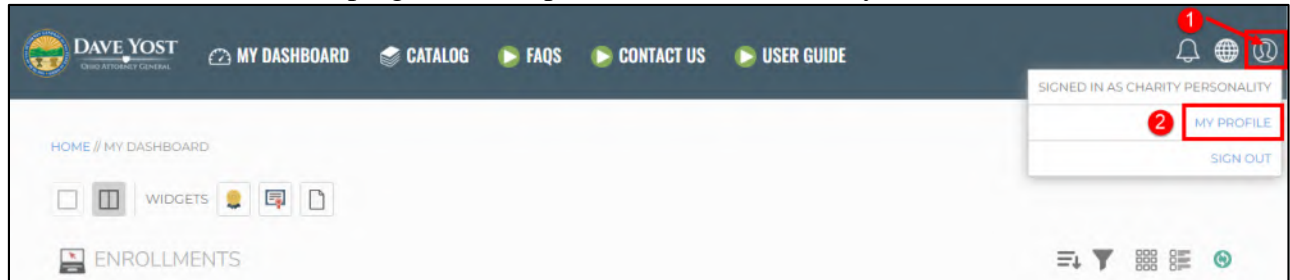 1
DAVE YOST
OHIO ATTORNEY GENERAL
MY DASHBOARD CATALOG FAQS CONTACT US USER GUIDE
SIGNED IN AS CHARITY PERSONALITY
2 MY PROFILE
SIGN OUT
HOME // MY DASHBOARD
WIDGETS
ENROLLMENTS